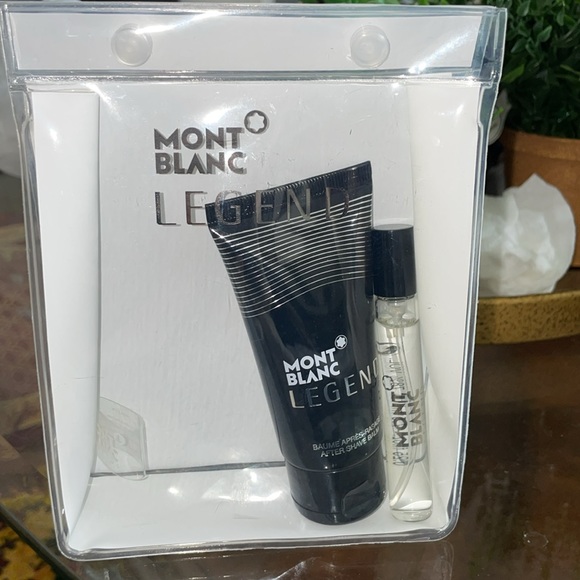 MONT
BLANC
LEGEND
MONT
BLANC
LEGEND
BAUME APRÈS-RASAGE
AFTER SHAVE BALM
MONT
BLANC